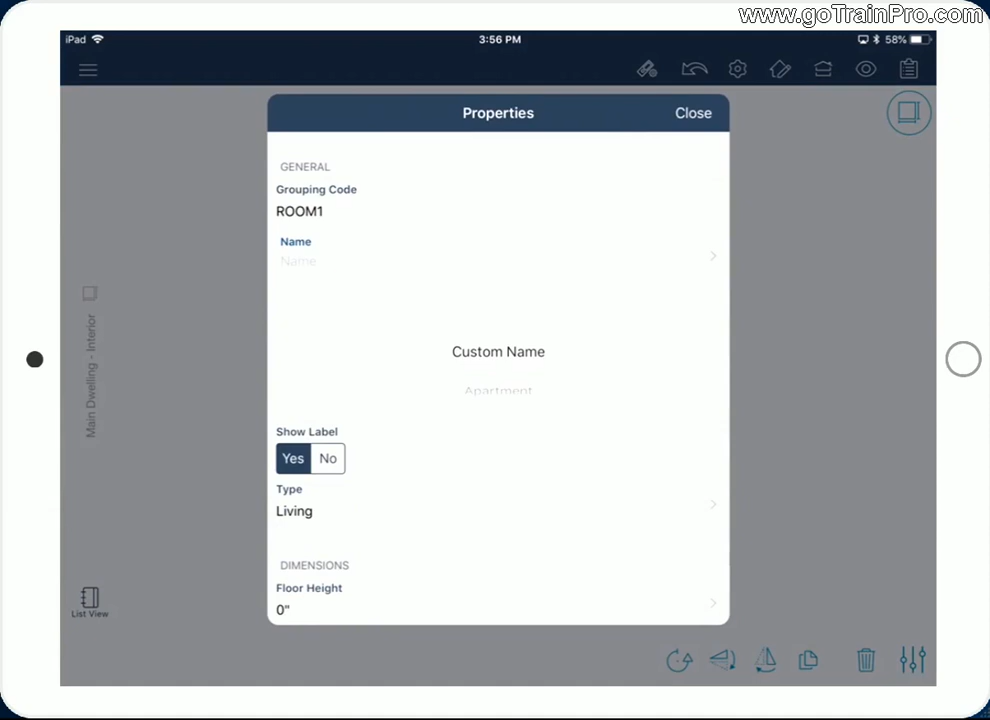 www.goTrainPro.com
iPad
3:56 PM
58%
Properties
Close
GENERAL
Grouping Code
ROOM1
Name
Name
Custom Name
Apartment
Show Label
Yes No
Type
Living
DIMENSIONS
Floor Height
0"
Main Dwelling - Interior
List View